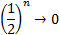 (1/2)ⁿ → 0